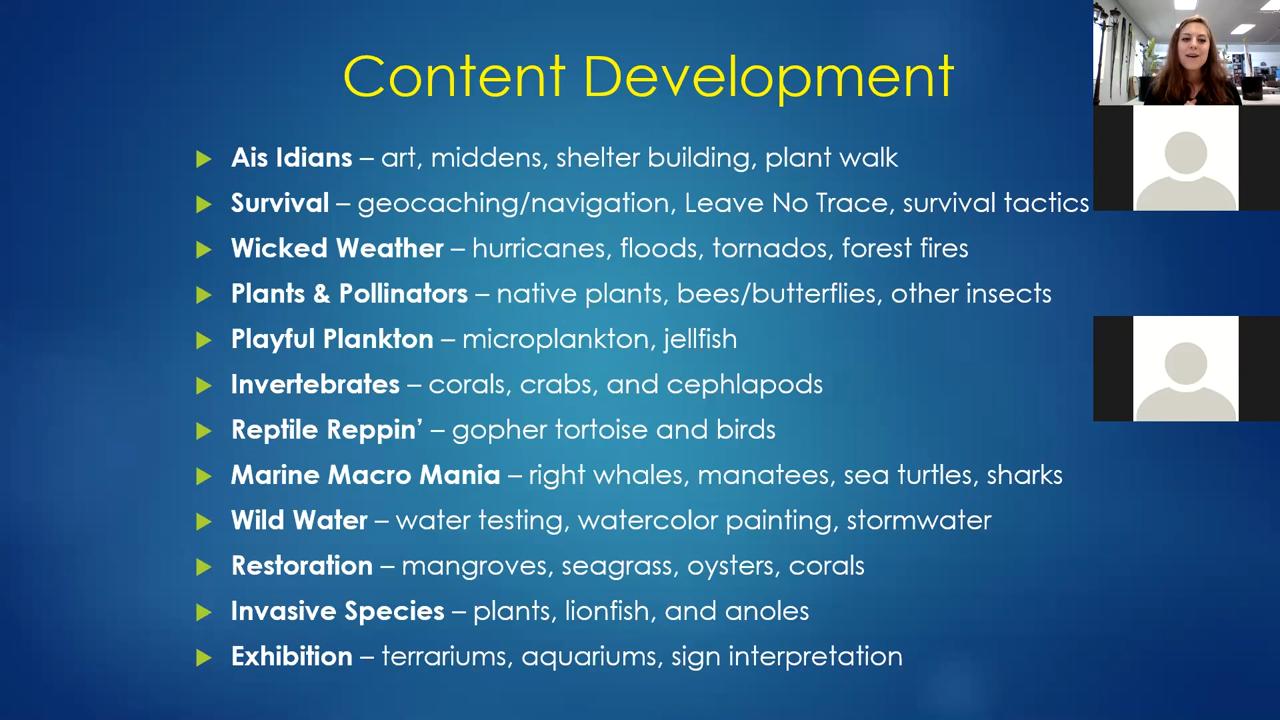 Content Development
Ais Idians – art, middens, shelter building, plant walk
Survival – geocaching/navigation, Leave No Trace, survival tactics
Wicked Weather – hurricanes, floods, tornados, forest fires
Plants & Pollinators – native plants, bees/butterflies, other insects
Playful Plankton – microplankton, jellfish
Invertebrates – corals, crabs, and cephlapods
Reptile Reppin’ – gopher tortoise and birds
Marine Macro Mania – right whales, manatees, sea turtles, sharks
Wild Water – water testing, watercolor painting, stormwater
Restoration – mangroves, seagrass, oysters, corals
Invasive Species – plants, lionfish, and anoles
Exhibition – terrariums, aquariums, sign interpretation